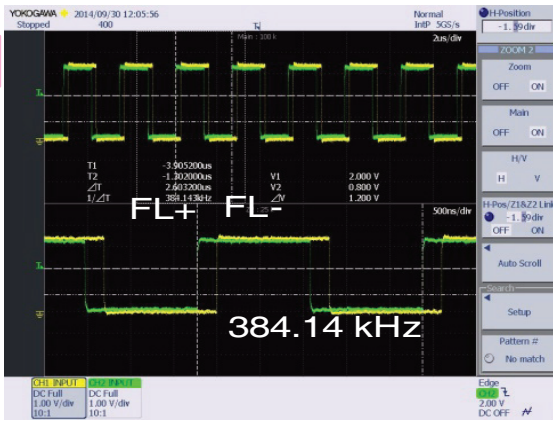 YOKOGAWA 2014/09/30 12:05:56 Normal
Stopped 400 IntP 5GS/s
Main : 100 k 2us/div
T1 -3.905200us
T2 -1.302000us V1 2.000 V
⊿T 2.603200us V2 0.800 V
1/⊿T 384.143kHz ⊿V 1.200 V
FL+ FL-
500ns/div
384.14 kHz
H-Position
-1.59div
ZOOM 2
Zoom
OFF ON
Main
OFF ON
H/V
H V
H-Pos/Z1&Z2 Link
-1.59div
OFF ON
Auto Scroll
Search
Setup
Pattern #
No match
CH1 INPUT CH2 INPUT
DC Full DC Full
1.00 V/div 1.00 V/div
10:1 10:1
Edge
CH2
2.00 V
DC OFF